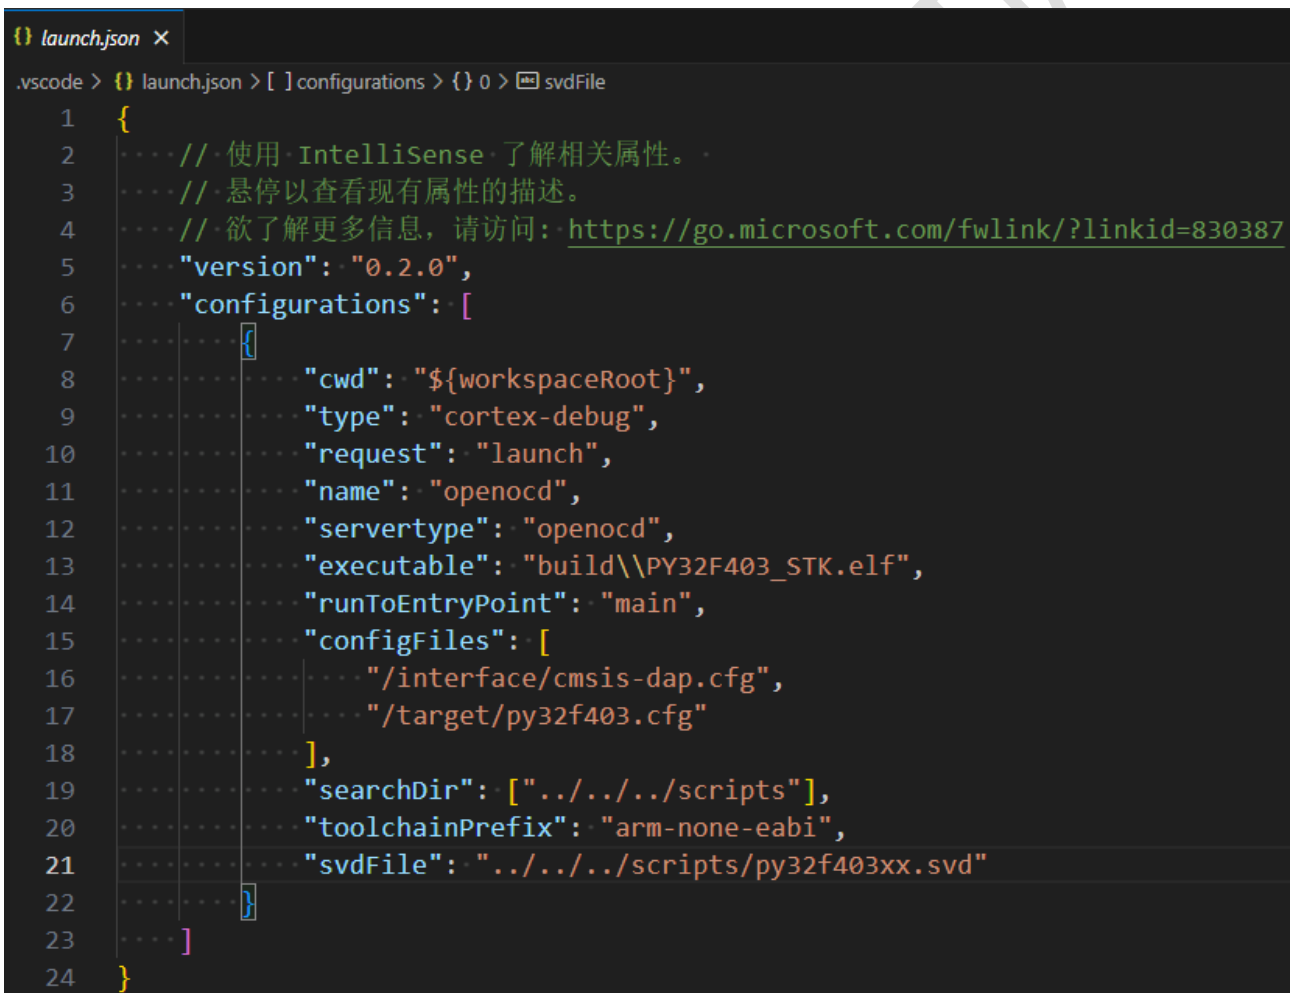 {} launch.json ×
.vscode > {} launch.json > [ ] configurations > {} 0 > abc svdFile
1 {
2 // 使用 IntelliSense 了解相关属性。
3 // 悬停以查看现有属性的描述。
4 // 欲了解更多信息，请访问: https://go.microsoft.com/fwlink/?linkid=830387
5 "version": "0.2.0",
6 "configurations": [
7 {
8 "cwd": "${workspaceRoot}",
9 "type": "cortex-debug",
10 "request": "launch",
11 "name": "openocd",
12 "servertype": "openocd",
13 "executable": "build\\PY32F403_STK.elf",
14 "runToEntryPoint": "main",
15 "configFiles": [
16 "/interface/cmsis-dap.cfg",
17 "/target/py32f403.cfg"
18 ],
19 "searchDir": ["../../../scripts"],
20 "toolchainPrefix": "arm-none-eabi",
21 "svdFile": "../../../scripts/py32f403xx.svd"
22 }
23 ]
24 }